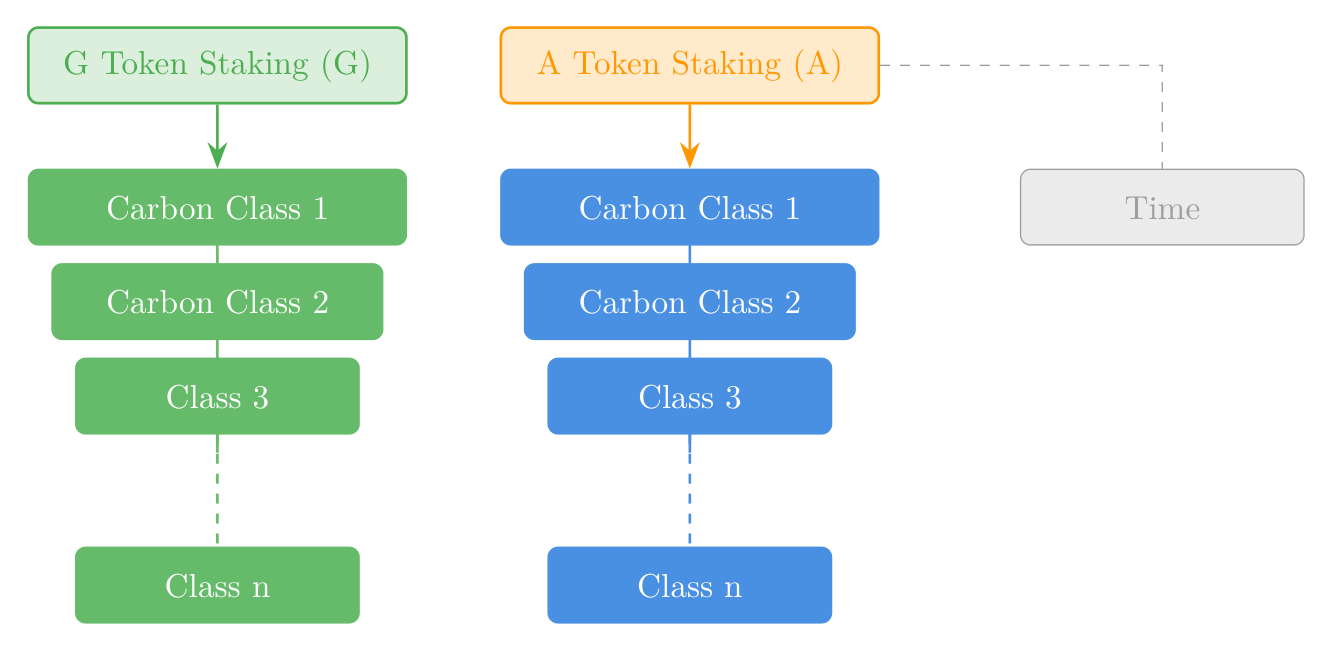 G Token Staking (G)
A Token Staking (A)
Carbon Class 1
Carbon Class 1
Time
Carbon Class 2
Carbon Class 2
Class 3
Class 3
Class n
Class n